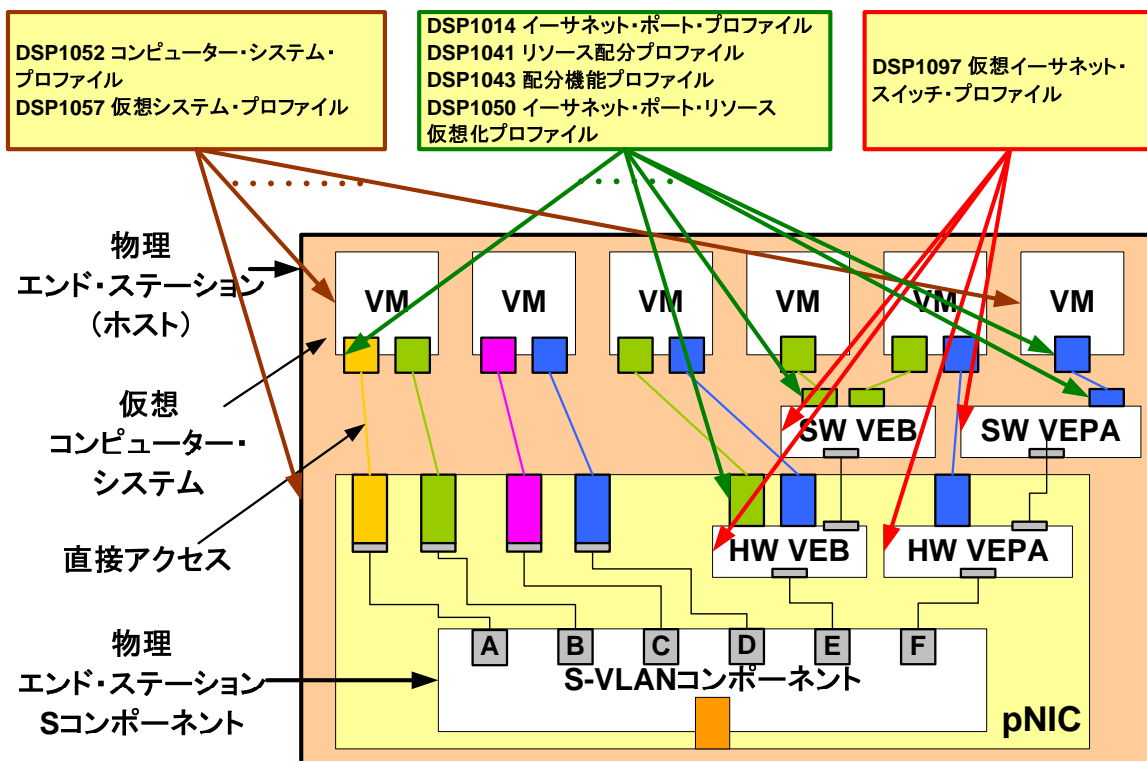 DSP1052 コンピューター・システム・
プロファイル
DSP1057 仮想システム・プロファイル
DSP1014 イーサネット・ポート・プロファイル
DSP1041 リソース配分プロファイル
DSP1043 配分機能プロファイル
DSP1050 イーサネット・ポート・リソース
仮想化プロファイル
DSP1097 仮想イーサネット・
スイッチ・プロファイル
物理
エンド・ステーション
(ホスト)
VM
VM
VM
VM
VM
VM
仮想
コンピューター・
システム
SW VEB
SW VEPA
直接アクセス
HW VEB
HW VEPA
物理
エンド・ステーション
Sコンポーネント
A
B
C
D
E
F
S-VLANコンポーネント
pNIC